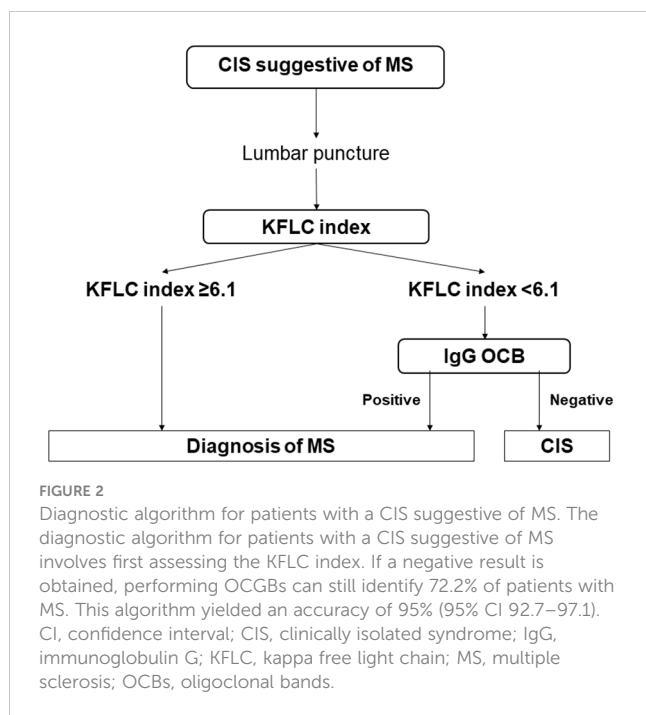 CIS suggestive of MS
Lumbar puncture
KFLC index
KFLC index ≥6.1
KFLC index <6.1
IgG OCB
Positive
Negative
Diagnosis of MS
CIS
FIGURE 2
Diagnostic algorithm for patients with a CIS suggestive of MS. The
diagnostic algorithm for patients with a CIS suggestive of MS
involves first assessing the KFLC index. If a negative result is
obtained, performing OCGBs can still identify 72.2% of patients with
MS. This algorithm yielded an accuracy of 95% (95% CI 92.7–97.1).
CI, confidence interval; CIS, clinically isolated syndrome; IgG,
immunoglobulin G; KFLC, kappa free light chain; MS, multiple
sclerosis; OCBs, oligoclonal bands.